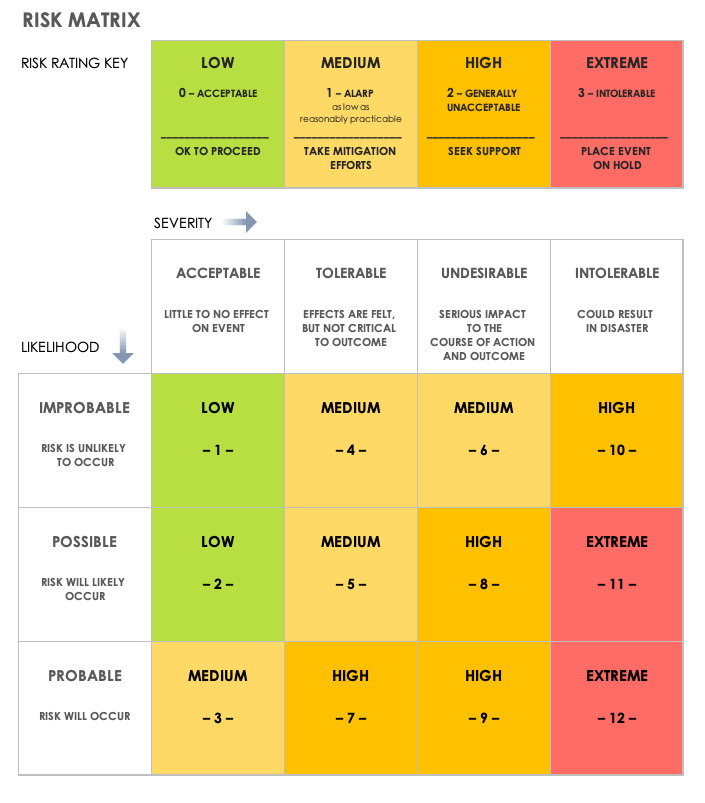 RISK MATRIX
RISK RATING KEY
LOW
0 – ACCEPTABLE
OK TO PROCEED
MEDIUM
1 – ALARP
as low as
reasonably practicable
TAKE MITIGATION
EFFORTS
HIGH
2 – GENERALLY
UNACCEPTABLE
SEEK SUPPORT
EXTREME
3 – INTOLERABLE
PLACE EVENT
ON HOLD
SEVERITY
LIKELIHOOD
ACCEPTABLE
LITTLE TO NO EFFECT
ON EVENT
TOLERABLE
EFFECTS ARE FELT,
BUT NOT CRITICAL
TO OUTCOME
UNDESIRABLE
SERIOUS IMPACT
TO THE
COURSE OF ACTION
AND OUTCOME
INTOLERABLE
COULD RESULT
IN DISASTER
IMPROBABLE
RISK IS UNLIKELY
TO OCCUR
LOW
– 1 –
MEDIUM
– 4 –
MEDIUM
– 6 –
HIGH
– 10 –
POSSIBLE
RISK WILL LIKELY
OCCUR
LOW
– 2 –
MEDIUM
– 5 –
HIGH
– 8 –
EXTREME
– 11 –
PROBABLE
RISK WILL OCCUR
MEDIUM
– 3 –
HIGH
– 7 –
HIGH
– 9 –
EXTREME
– 12 –